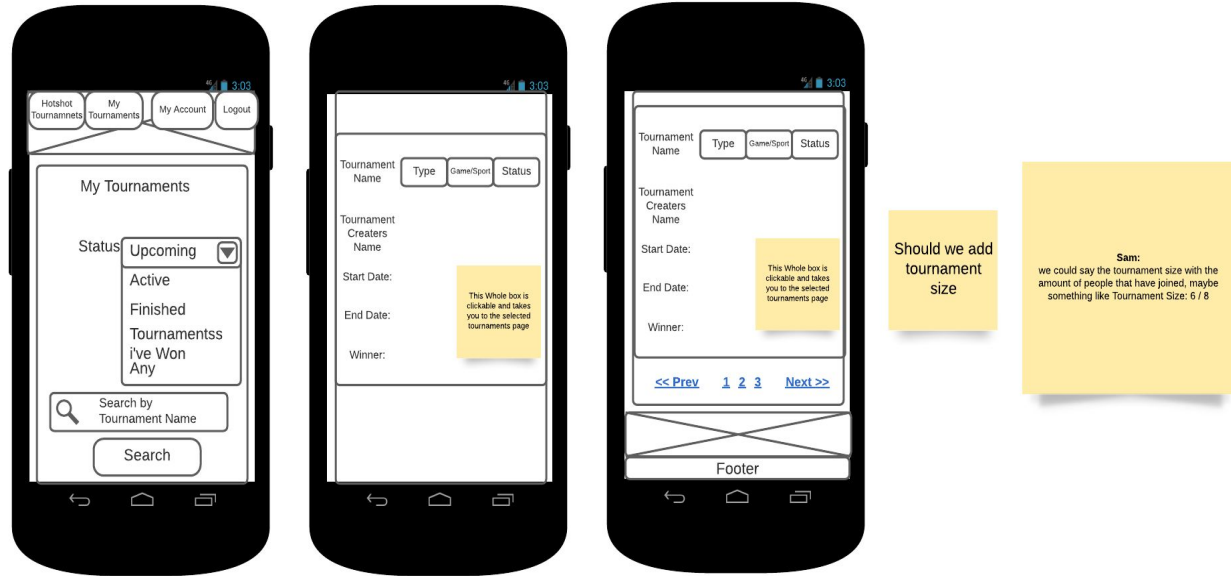 4G 3:03
Hotshot
Tournamnets
My
Tournaments
My Account
Logout
My Tournaments
Status
Upcoming
Active
Finished
Tournamentss
i've Won
Any
Search by
Tournament Name
Search
4G 3:03
Tournament
Name
Type
Game/Sport
Status
Tournament
Creaters
Name
Start Date:
End Date:
Winner:
This Whole box is
clickable and takes
you to the selected
tournaments page
4G 3:03
Tournament
Name
Type
Game/Sport
Status
Tournament
Creaters
Name
Start Date:
End Date:
Winner:
This Whole box is
clickable and takes
you to the selected
tournaments page
<< Prev 1 2 3 Next >>
Footer
Should we add
tournament
size
Sam:
we could say the tournament size with the
amount of people that have joined, maybe
something like Tournament Size: 6 / 8